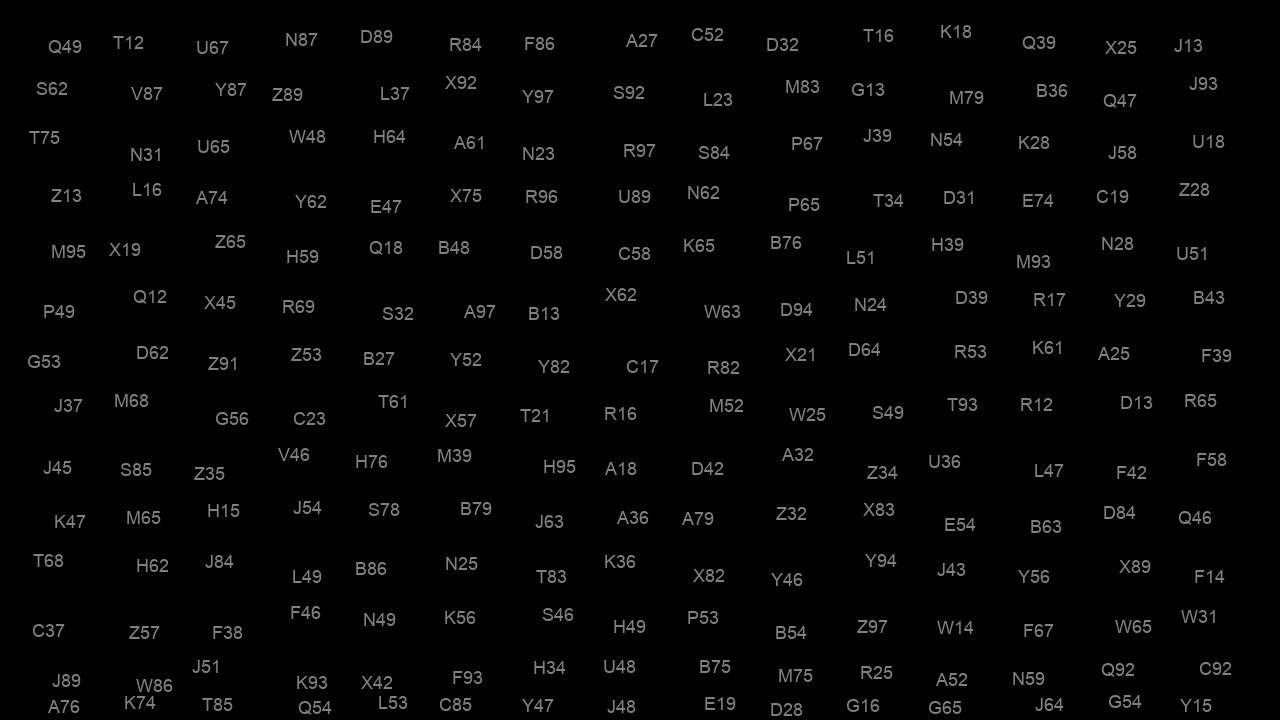 Q49 T12 U67 N87 D89 R84 F86 A27 C52 D32 T16 K18 Q39 X25 J13
S62 V87 Y87 Z89 L37 X92 Y97 S92 L23 M83 G13 M79 B36 Q47 J93
T75 N31 U65 W48 H64 A61 N23 R97 S84 P67 J39 N54 K28 J58 U18
Z13 L16 A74 Y62 E47 X75 R96 U89 N62 P65 T34 D31 E74 C19 Z28
M95 X19 Z65 H59 Q18 B48 D58 C58 K65 B76 L51 H39 M93 N28 U51
P49 Q12 X45 R69 S32 A97 B13 X62 W63 D94 N24 D39 R17 Y29 B43
G53 D62 Z91 Z53 B27 Y52 Y82 C17 R82 X21 D64 R53 K61 A25 F39
J37 M68 G56 C23 T61 X57 T21 R16 M52 W25 S49 T93 R12 D13 R65
J45 S85 Z35 V46 H76 M39 H95 A18 D42 A32 Z34 U36 L47 F42 F58
K47 M65 H15 J54 S78 B79 J63 A36 A79 Z32 X83 E54 B63 D84 Q46
T68 H62 J84 L49 B86 N25 T83 K36 X82 Y46 Y94 J43 Y56 X89 F14
C37 Z57 F38 F46 N49 K56 S46 H49 P53 B54 Z97 W14 F67 W65 W31
J89 W86 J51 K93 X42 F93 H34 U48 B75 M75 R25 A52 N59 Q92 C92
A76 K74 T85 Q54 L53 C85 Y47 J48 E19 D28 G16 G65 J64 G54 Y15